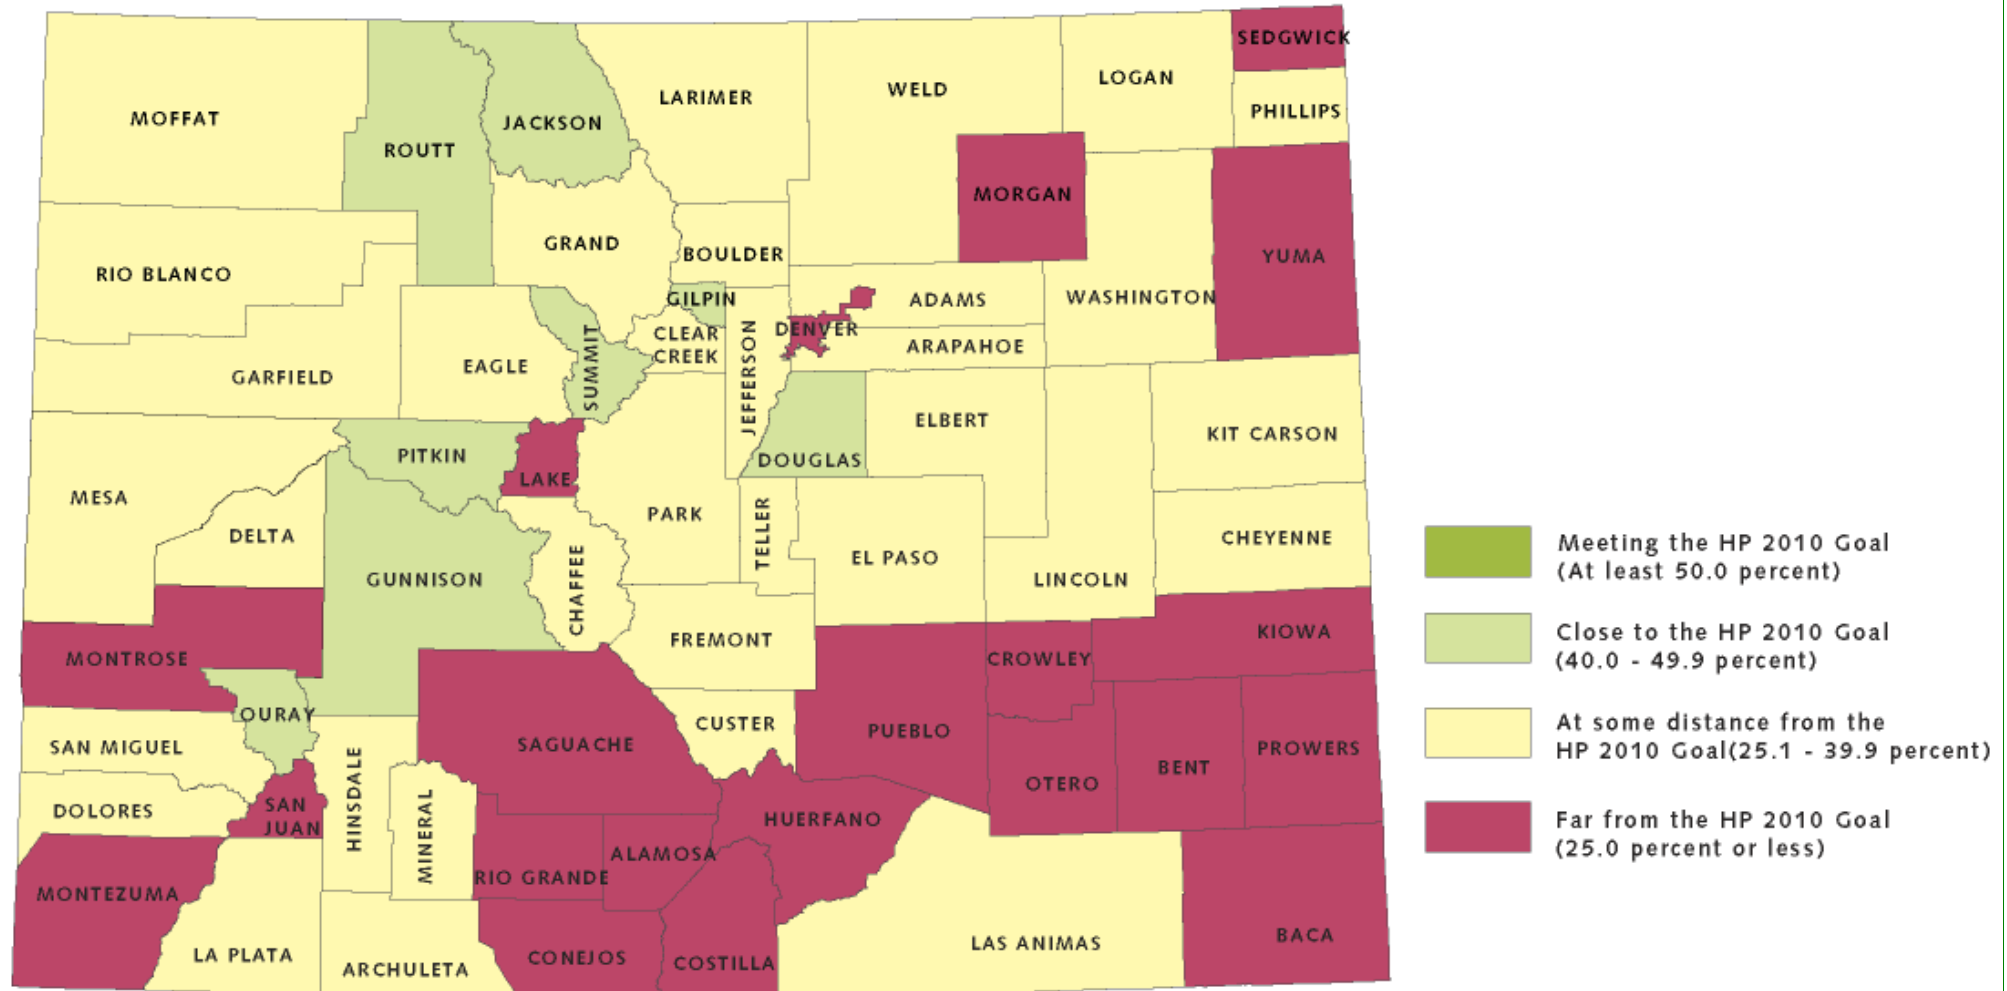 SEDGWICK
LOGAN
WELD
LARIMER
PHILLIPS
MOFFAT
JACKSON
ROUTT
MORGAN
GRAND
BOULDER
YUMA
RIO BLANCO
GILPIN
ADAMS
WASHINGTON
DENVER
CLEAR
CREEK
ARAPAHOE
EAGLE
SUMMIT
JEFFERSON
GARFIELD
ELBERT
KIT CARSON
PITKIN
DOUGLAS
LAKE
MESA
PARK
TELLER
DELTA
CHEYENNE
EL PASO
GUNNISON
CHAFFEE
LINCOLN
KIOWA
FREMONT
MONTROSE
CROWLEY
OURAY
CUSTER
PUEBLO
SAGUACHE
SAN MIGUEL
PROWERS
BENT
OTERO
HINSDALE
SAN
JUAN
DOLORES
MINERAL
HUERFANO
ALAMOSA
RIO GRANDE
MONTEZUMA
BACA
LAS ANIMAS
LA PLATA
CONEJOS
COSTILLA
ARCHULETA
Meeting the HP 2010 Goal
(At least 50.0 percent)
Close to the HP 2010 Goal
(40.0 - 49.9 percent)
At some distance from the
HP 2010 Goal(25.1 - 39.9 percent)
Far from the HP 2010 Goal
(25.0 percent or less)